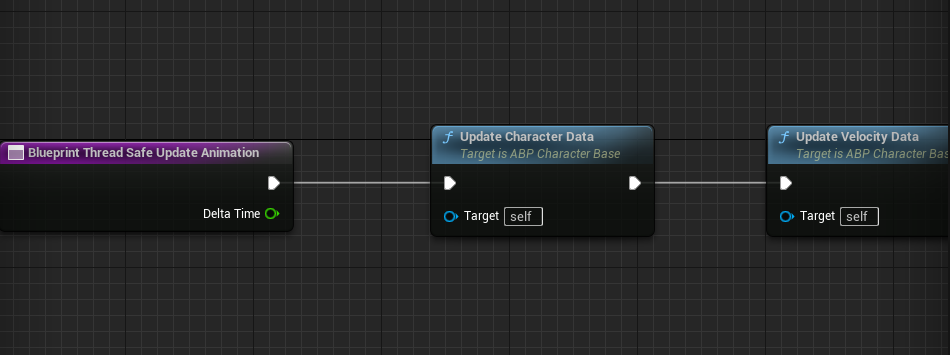 Blueprint Thread Safe Update Animation
Delta Time
Update Character Data
Target is ABP Character Base
Target self
Update Velocity Data
Target is ABP Character Bas
Target self